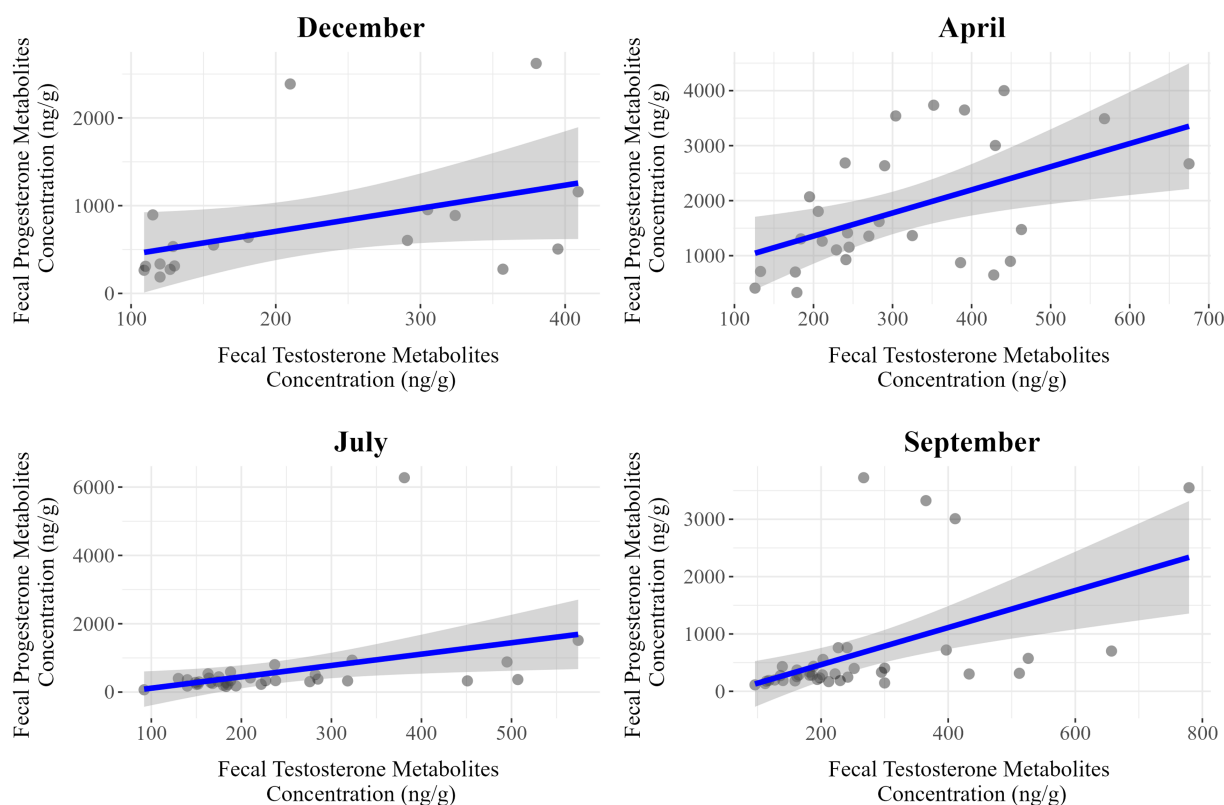 December
Fecal Progesterone Metabolites
Concentration (ng/g)
2000
1000
0
100 200 300 400
Fecal Testosterone Metabolites
Concentration (ng/g)
April
Fecal Progesterone Metabolites
Concentration (ng/g)
4000
3000
2000
1000
100 200 300 400 500 600 700
Fecal Testosterone Metabolites
Concentration (ng/g)
July
Fecal Progesterone Metabolites
Concentration (ng/g)
6000
4000
2000
0
100 200 300 400 500
Fecal Testosterone Metabolites
Concentration (ng/g)
September
Fecal Progesterone Metabolites
Concentration (ng/g)
3000
2000
1000
0
200 400 600 800
Fecal Testosterone Metabolites
Concentration (ng/g)